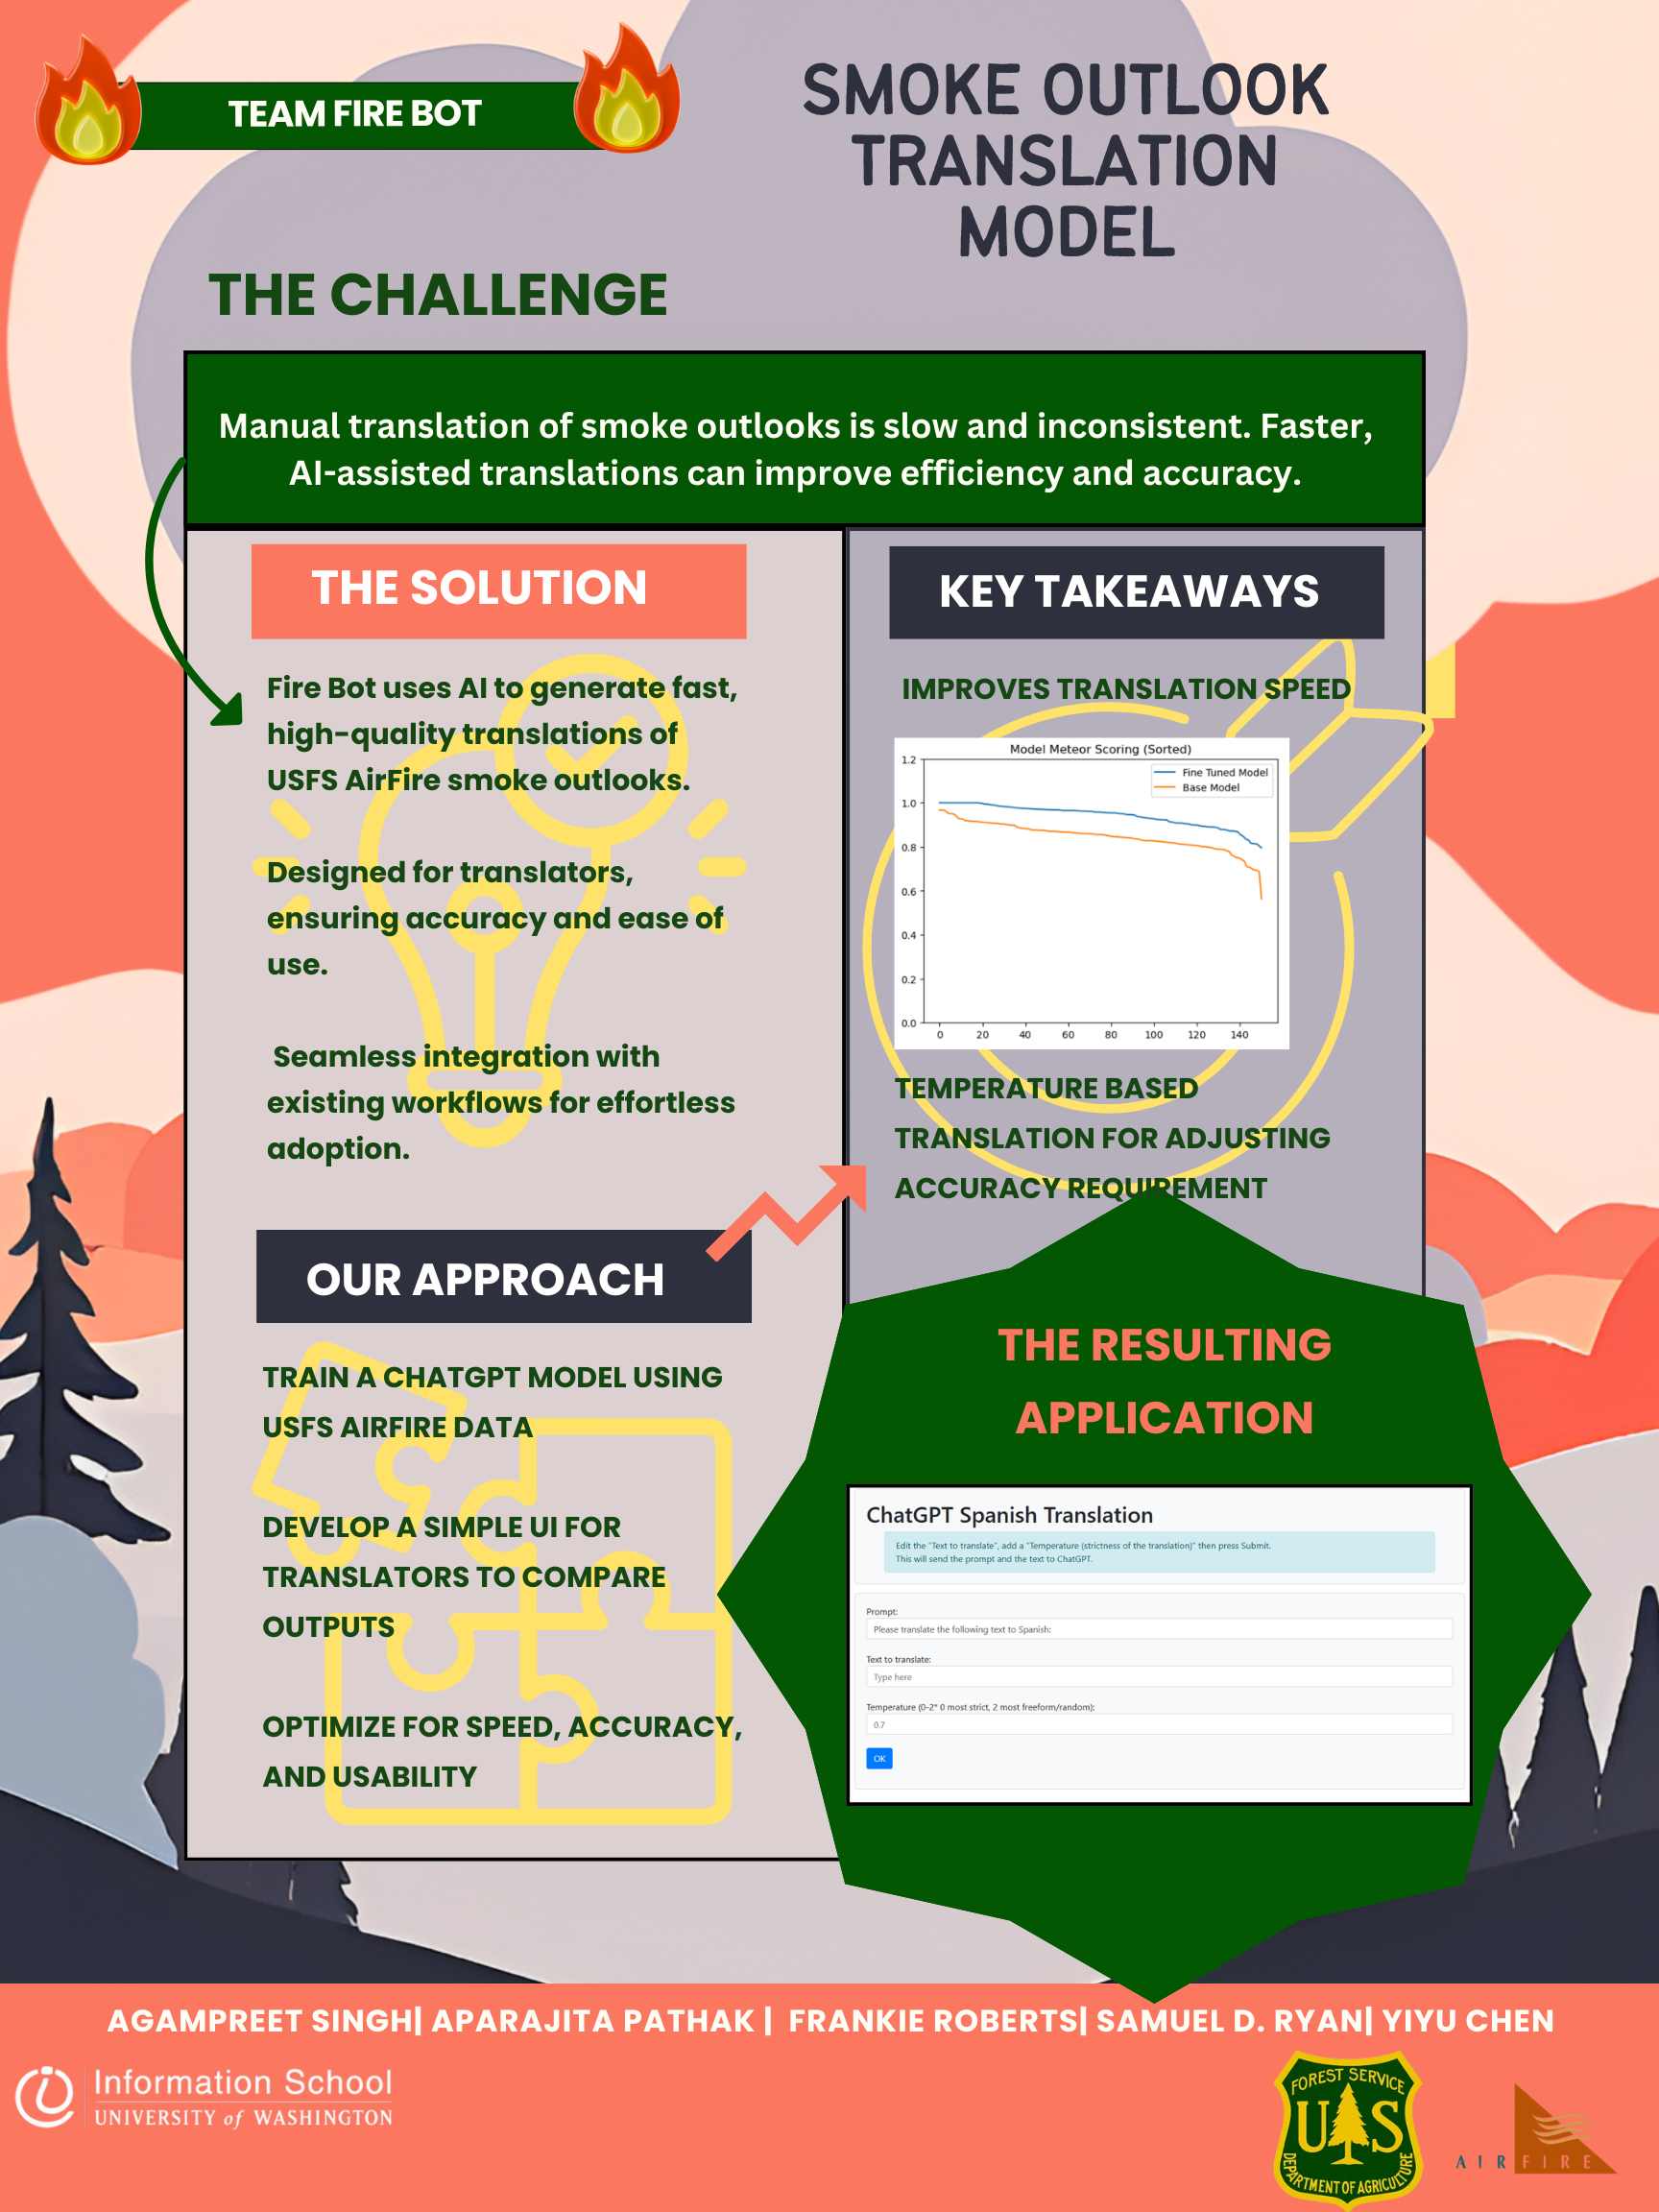 TEAM FIRE BOT
SMOKE OUTLOOK
TRANSLATION
MODEL
THE CHALLENGE
Manual translation of smoke outlooks is slow and inconsistent. Faster,
AI-assisted translations can improve efficiency and accuracy.
THE SOLUTION
Fire Bot uses AI to generate fast,
high-quality translations of
USFS AirFire smoke outlooks.
Designed for translators,
ensuring accuracy and ease of
use.
Seamless integration with
existing workflows for effortless
adoption.
OUR APPROACH
TRAIN A CHATGPT MODEL USING
USFS AIRFIRE DATA
DEVELOP A SIMPLE UI FOR
TRANSLATORS TO COMPARE
OUTPUTS
OPTIMIZE FOR SPEED, ACCURACY,
AND USABILITY
KEY TAKEAWAYS
IMPROVES TRANSLATION SPEED
Model Meteor Scoring (Sorted)
Fine Tuned Model
Base Model
1.2
1.0
0.8
0.6
0.4
0.2
0.0
0 20 40 60 80 100 120 140
TEMPERATURE BASED
TRANSLATION FOR ADJUSTING
ACCURACY REQUIREMENT
THE RESULTING
APPLICATION
ChatGPT Spanish Translation
Edit the "Text to translate", add a "Temperature (strictness of the translation)" then press Submit.
This will send the prompt and the text to ChatGPT.
Prompt:
Please translate the following text to Spanish:
Text to translate:
Type here
Temperature (0-2* 0 most strict, 2 most freeform/random):
0.7
OK
AGAMPREET SINGH| APARAJITA PATHAK | FRANKIE ROBERTS| SAMUEL D. RYAN| YIYU CHEN
Information School
UNIVERSITY of WASHINGTON
FOREST SERVICE
U S
DEPARTMENT OF AGRICULTURE
AIRFIRE